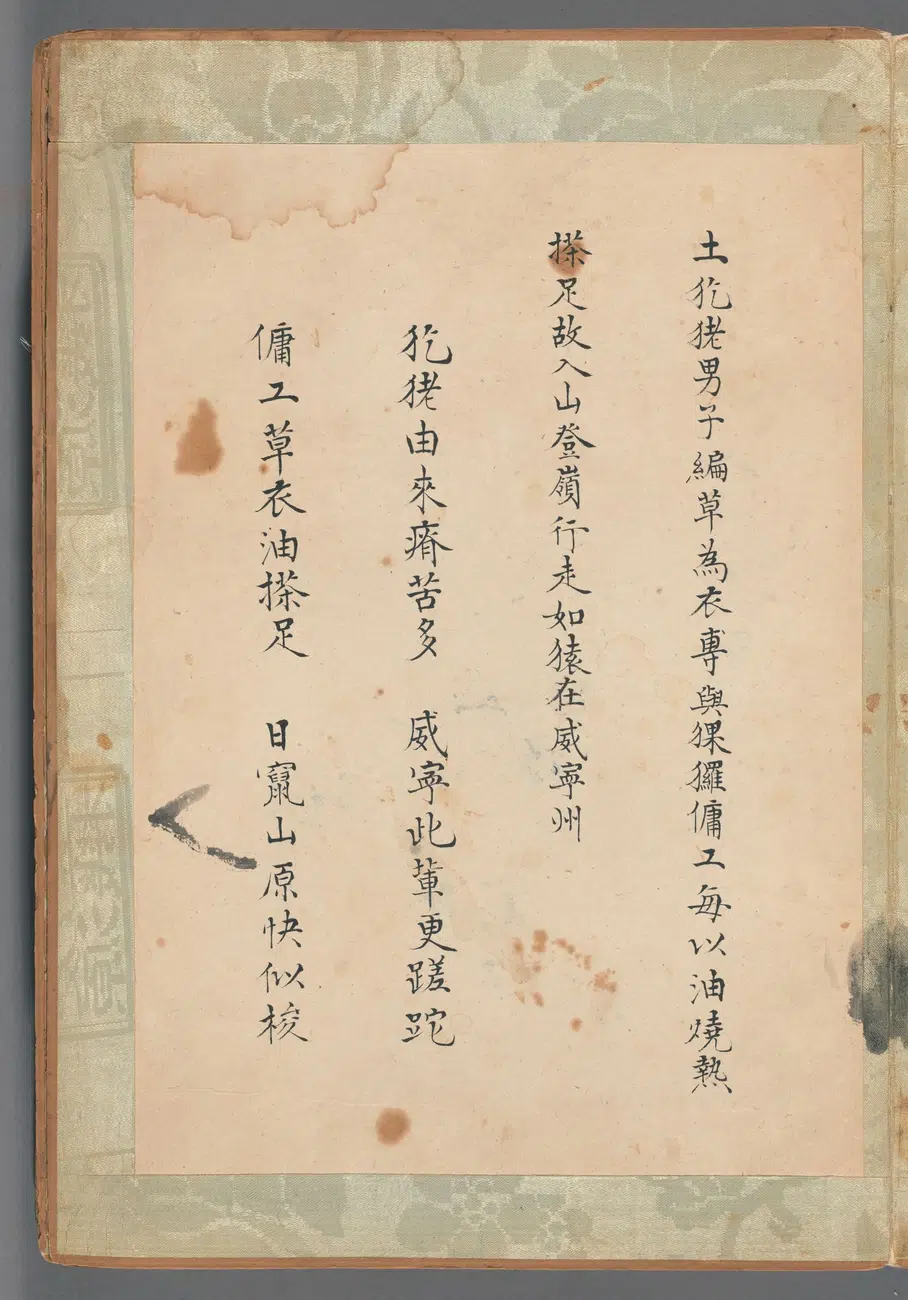 土犵狫男子編草為衣專與猓玀傭工每以油燒熱
搽足故入山登嶺行走如猿在威寧州
犵狫由來瘠苦多　威寧此輩更蹉跎
傭工草衣油搽足　日竄山原快似梭